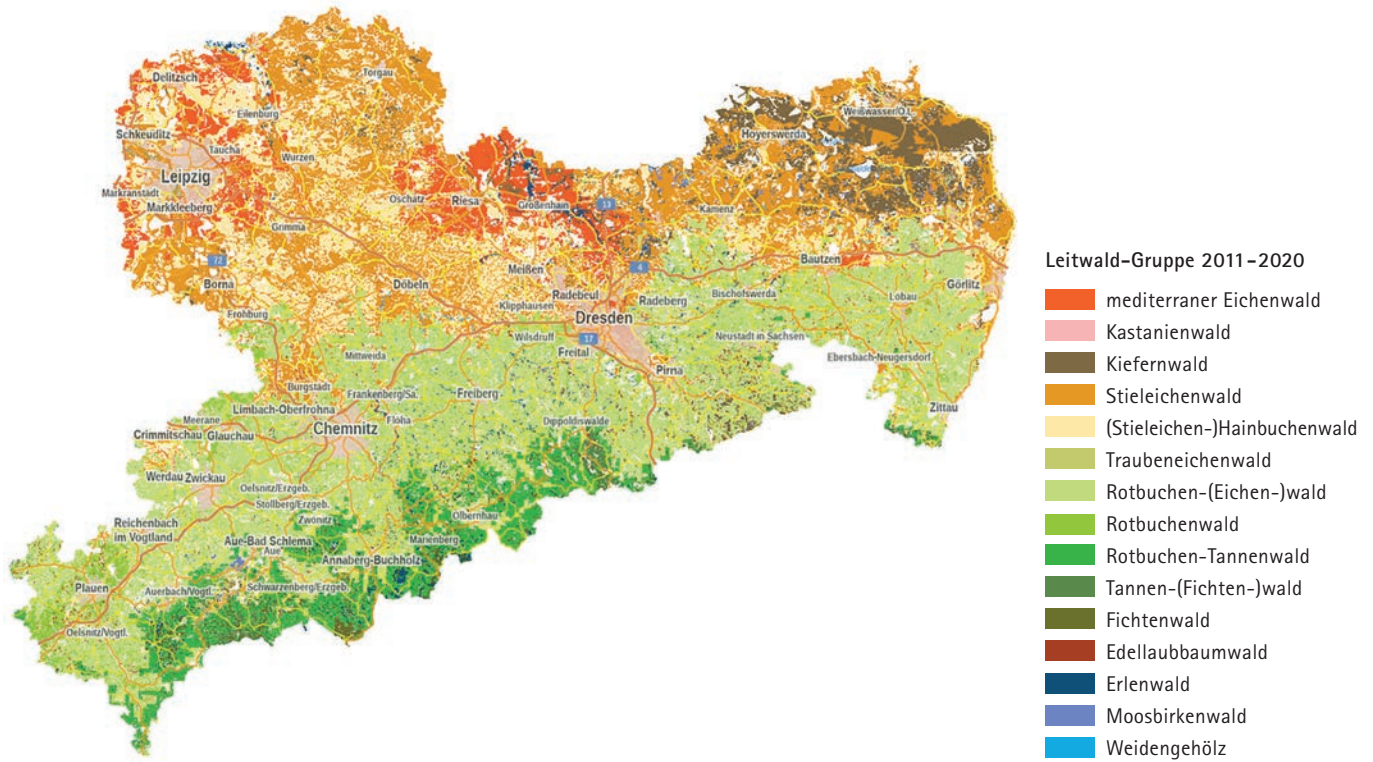 Delitzsch
Torgau
Eilenburg
Schkeuditz
Taucha
Wurzen
Leipzig
Markranstädt
Markkleeberg
Oschatz
Riesa
Großenhain
13
Grimma
72
Borna
Döbeln
Meißen
4
Klipphausen
Radebeul
Radeberg
Dresden
Wilsdruff
17
Freital
Pirna
Hoyerswerda
Weißwasser/O.L.
Kamenz
Bautzen
Bischofswerda
Löbau
Görlitz
Neustadt in Sachsen
Ebersbach-Neugersdorf
Zittau
Frohburg
Mittweida
Burgstädt
Frankenberg/Sa.
Freiberg
Limbach-Oberfrohna
Meerane
Crimmitschau
Glauchau
Chemnitz
Flöha
Dippoldiswalde
Werdau
Zwickau
Oelsnitz/Erzgeb.
Stollberg/Erzgeb.
Zwönitz
Olbernhau
Reichenbach
im Vogtland
Aue-Bad Schlema
Aue
Marienberg
Annaberg-Buchholz
Plauen
Auerbach/Vogtl.
Schwarzenberg/Erzgeb.
Oelsnitz/Vogtl.
Leitwald-Gruppe 2011-2020
mediterraner Eichenwald
Kastanienwald
Kiefernwald
Stieleichenwald
(Stieleichen-)Hainbuchenwald
Traubeneichenwald
Rotbuchen-(Eichen-)wald
Rotbuchenwald
Rotbuchen-Tannenwald
Tannen-(Fichten-)wald
Fichtenwald
Edellaubbaumwald
Erlenwald
Moosbirkenwald
Weidengehölz